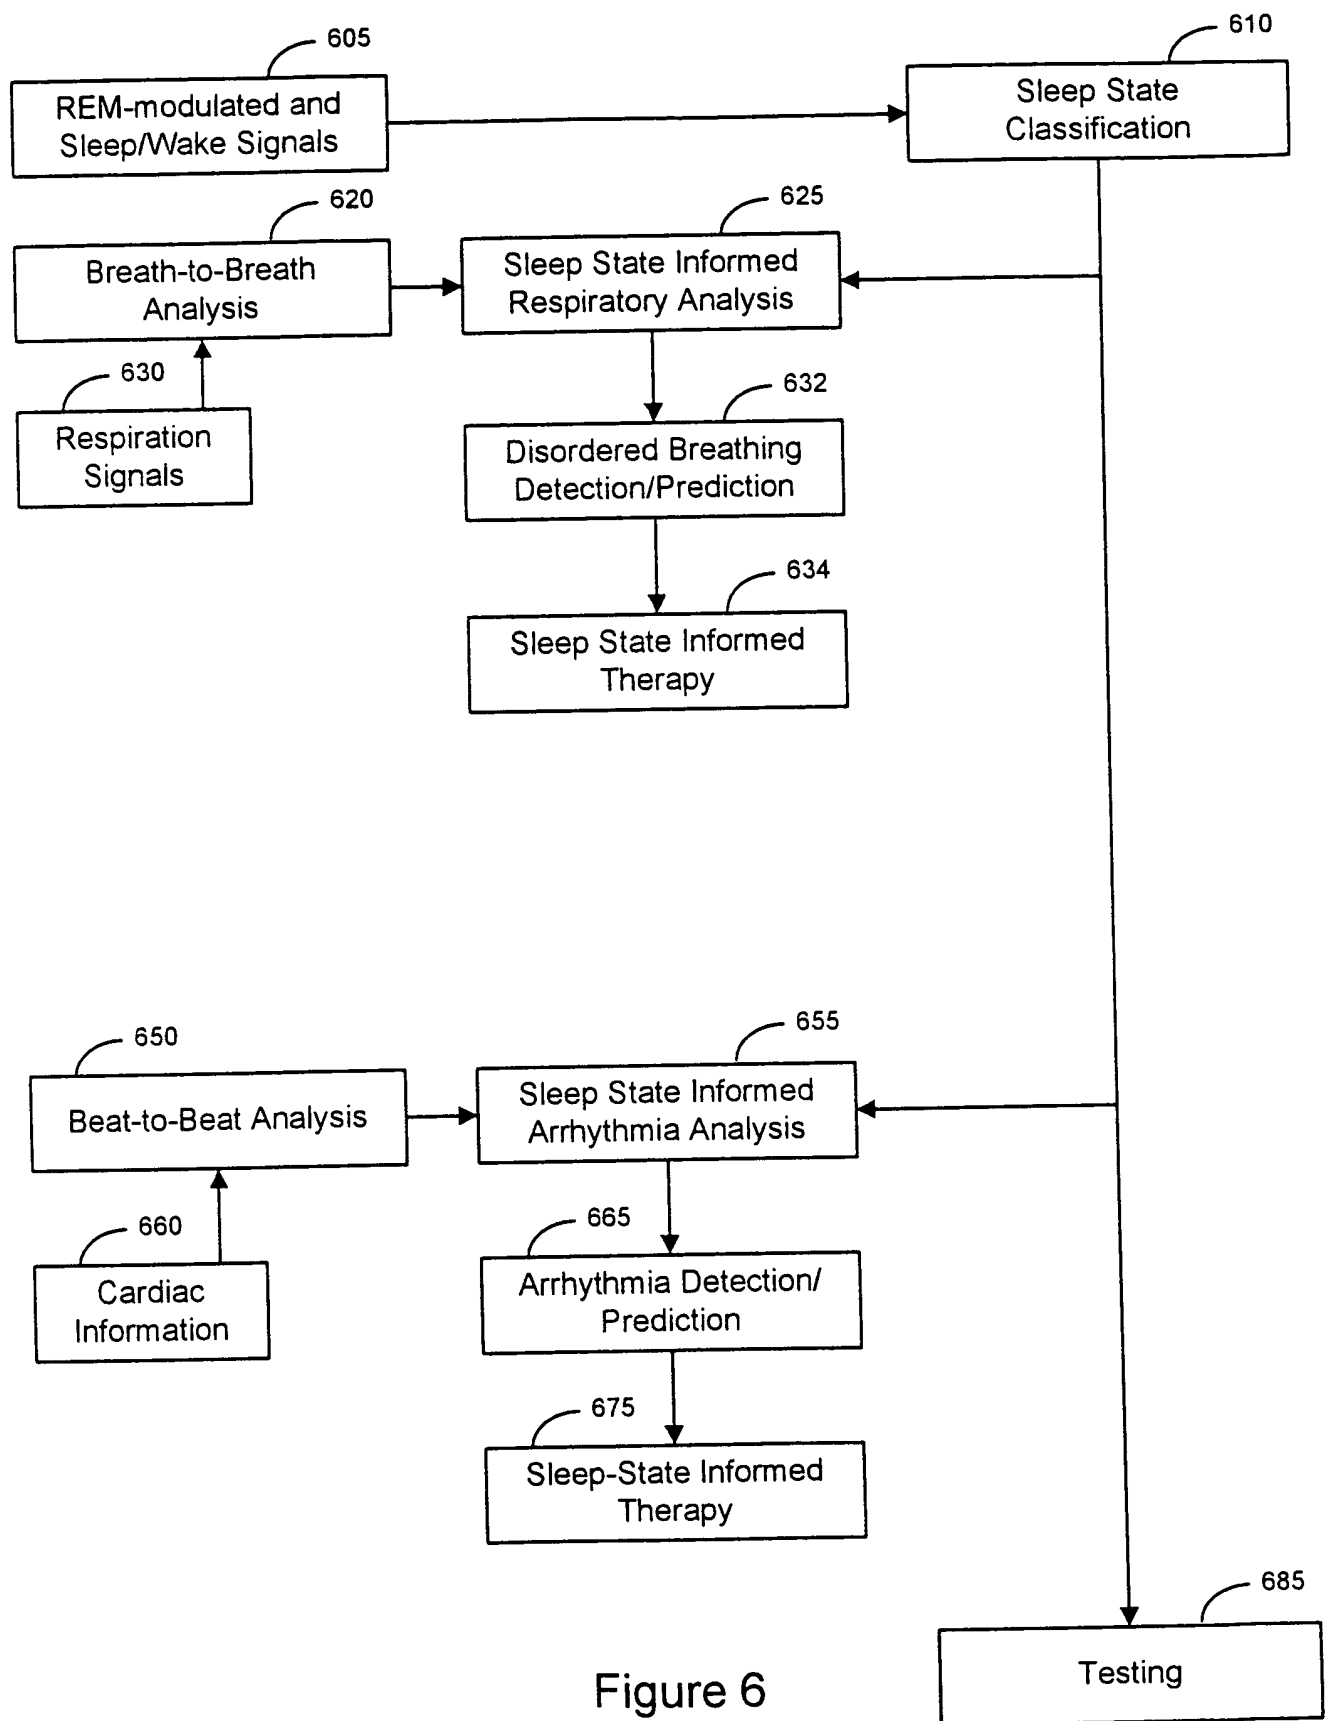 605
610
REM-modulated and
Sleep/Wake Signals
Sleep State
Classification
620
625
Breath-to-Breath
Analysis
Sleep State Informed
Respiratory Analysis
630
632
Respiration
Signals
Disordered Breathing
Detection/Prediction
634
Sleep State Informed
Therapy
650
655
Beat-to-Beat Analysis
Sleep State Informed
Arrhythmia Analysis
660
665
Cardiac
Information
Arrhythmia Detection/
Prediction
675
Sleep-State Informed
Therapy
685
Testing
Figure 6